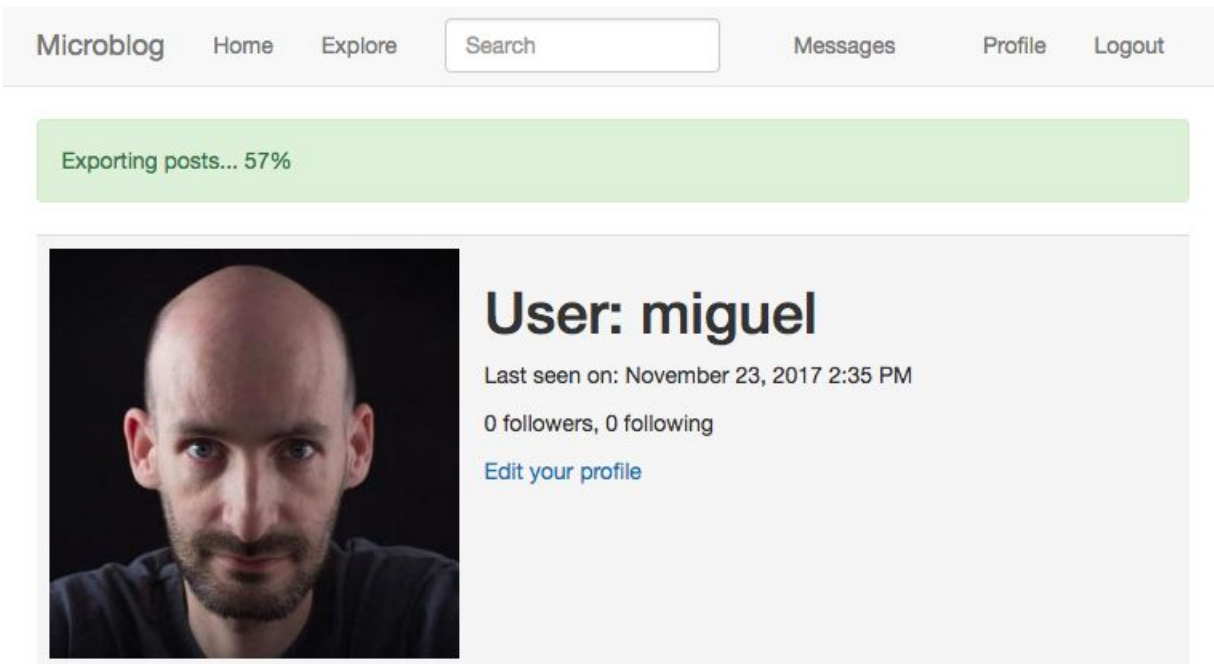 Microblog Home Explore Search Messages Profile Logout
Exporting posts... 57%
User: miguel
Last seen on: November 23, 2017 2:35 PM
0 followers, 0 following
Edit your profile